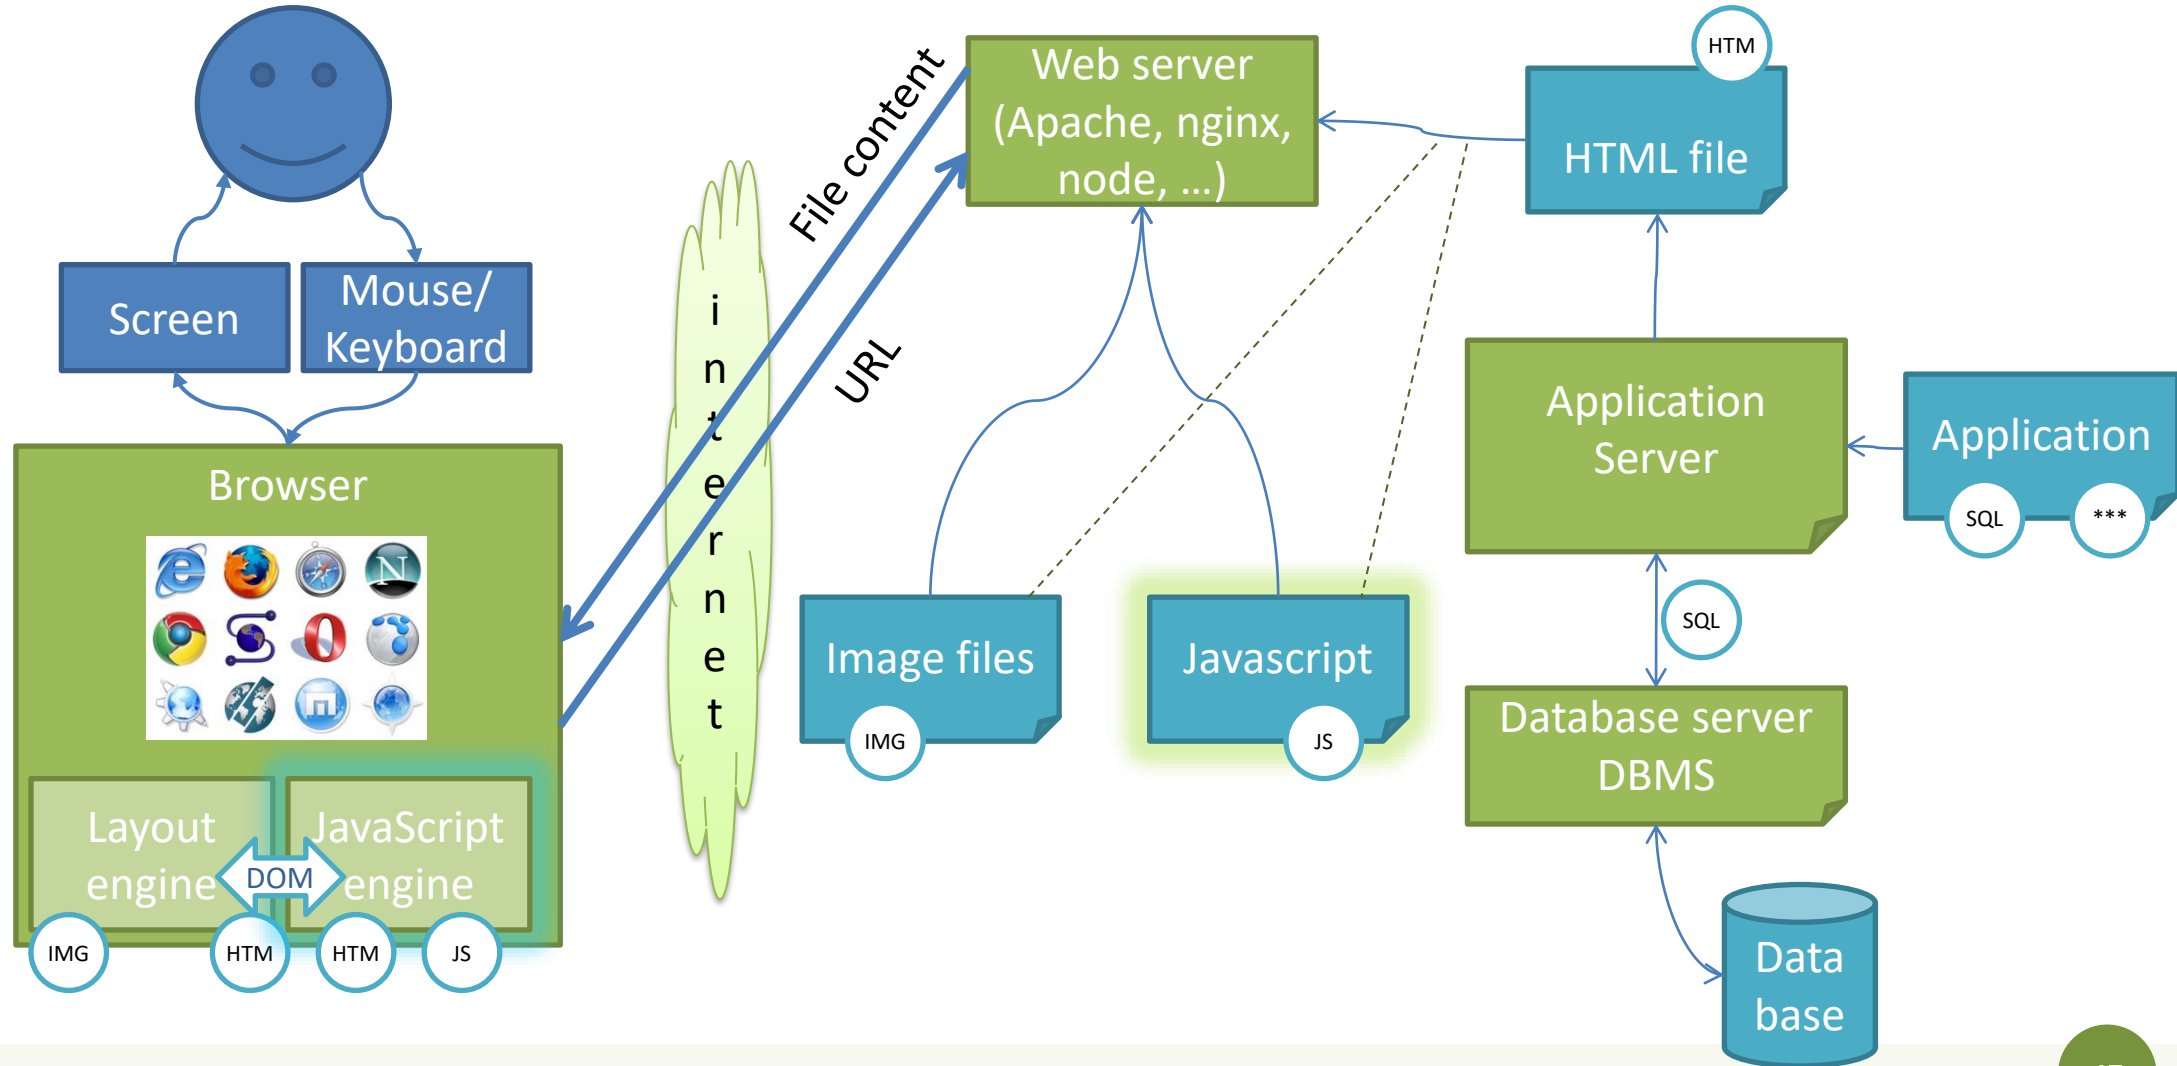 Screen
Mouse/
Keyboard
Browser
N
Layout
engine
DOM
JavaScript
engine
IMG
HTM
HTM
JS
internet
File content
URL
Web server
(Apache, nginx,
node, ...)
Image files
IMG
Javascript
JS
HTM
HTML file
Application
Server
Application
SQL
***
SQL
Database server
DBMS
Data
base